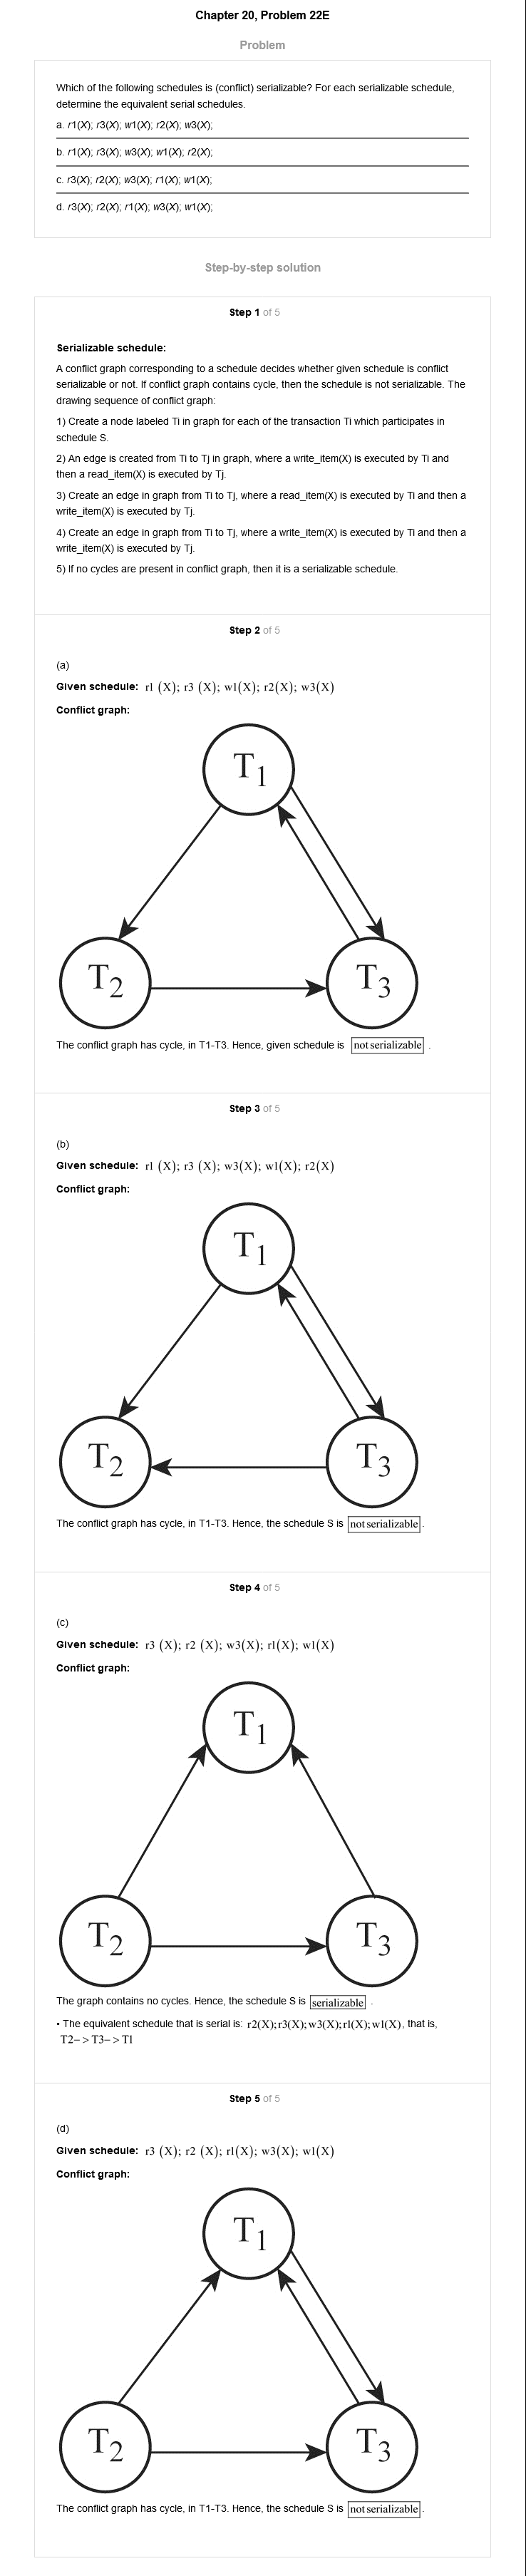 Chapter 20, Problem 22E
Problem
Which of the following schedules is (conflict) serializable? For each serializable schedule,
determine the equivalent serial schedules.
a. r1(X); r3(X); w1(X); r2(X); w3(X);
b. r1(X); r3(X); w3(X); w1(X); r2(X);
c. r3(X); r2(X); w3(X); r1(X); w1(X);
d. r3(X); r2(X); r1(X); w3(X); w1(X);
Step-by-step solution
Step 1 of 5
Serializable schedule:
A conflict graph corresponding to a schedule decides whether given schedule is conflict
serializable or not. If conflict graph contains cycle, then the schedule is not serializable. The
drawing sequence of conflict graph:
1) Create a node labeled Ti in graph for each of the transaction Ti which participates in
schedule S.
2) An edge is created from Ti to Tj in graph, where a write_item(X) is executed by Ti and
then a read_item(X) is executed by Tj.
3) Create an edge in graph from Ti to Tj, where a read_item(X) is executed by Ti and then a
write_item(X) is executed by Tj.
4) Create an edge in graph from Ti to Tj, where a write_item(X) is executed by Ti and then a
write_item(X) is executed by Tj.
5) If no cycles are present in conflict graph, then it is a serializable schedule.
Step 2 of 5
(a)
Given schedule: r1 (X); r3 (X); w1(X); r2(X); w3(X)
Conflict graph:
T1
T2 T3
The conflict graph has cycle, in T1-T3. Hence, given schedule is not serializable .
Step 3 of 5
(b)
Given schedule: r1 (X); r3 (X); w3(X); w1(X); r2(X)
Conflict graph:
T1
T2 T3
The conflict graph has cycle, in T1-T3. Hence, the schedule S is not serializable .
Step 4 of 5
(c)
Given schedule: r3 (X); r2 (X); w3(X); r1(X); w1(X)
Conflict graph:
T1
T2 T3
The graph contains no cycles. Hence, the schedule S is serializable .
• The equivalent schedule that is serial is: r2(X);r3(X);w3(X);r1(X);w1(X), that is,
T2– > T3– > T1
Step 5 of 5
(d)
Given schedule: r3 (X); r2 (X); r1(X); w3(X); w1(X)
Conflict graph:
T1
T2 T3
The conflict graph has cycle, in T1-T3. Hence, the schedule S is not serializable .